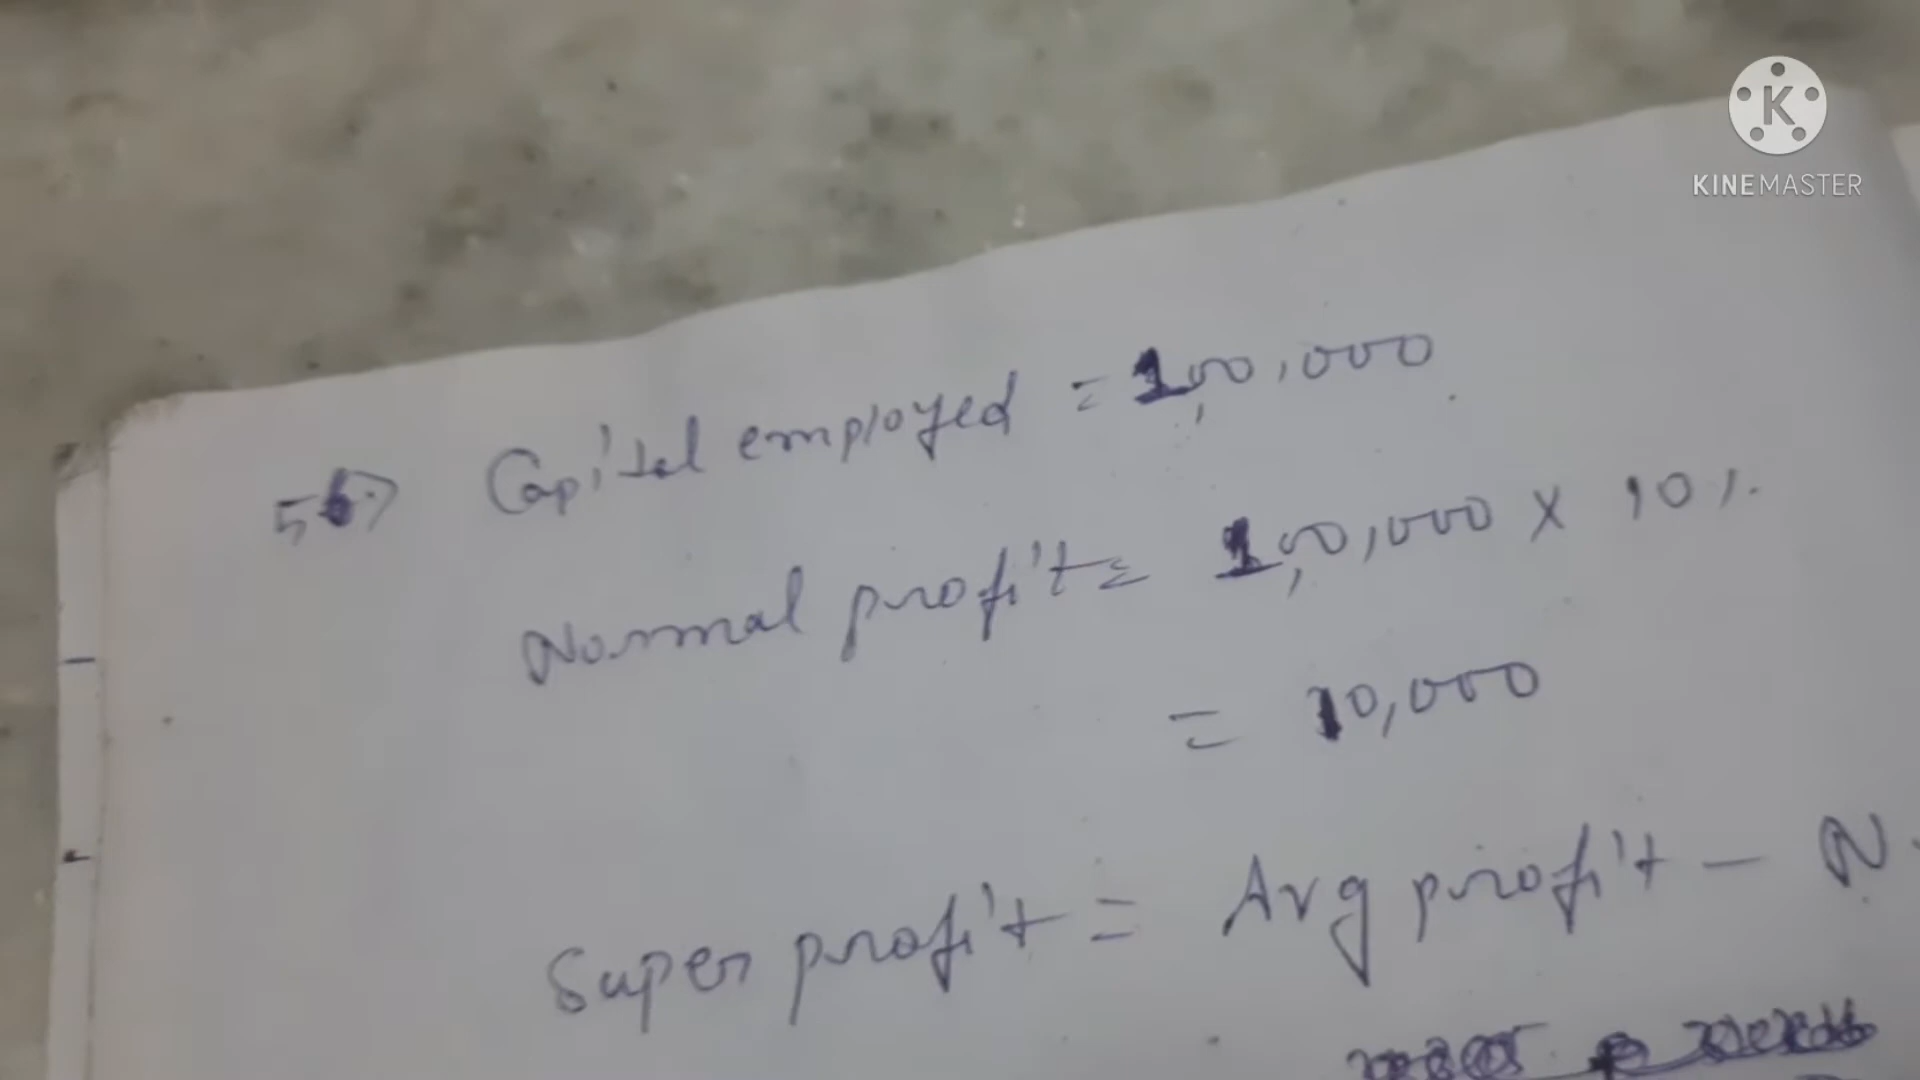 KINEMASTER
56.) Capital employed = 1,00,000
Normal profit = 1,00,000 x 10%
= 10,000
Super profit = Avg profit - N.